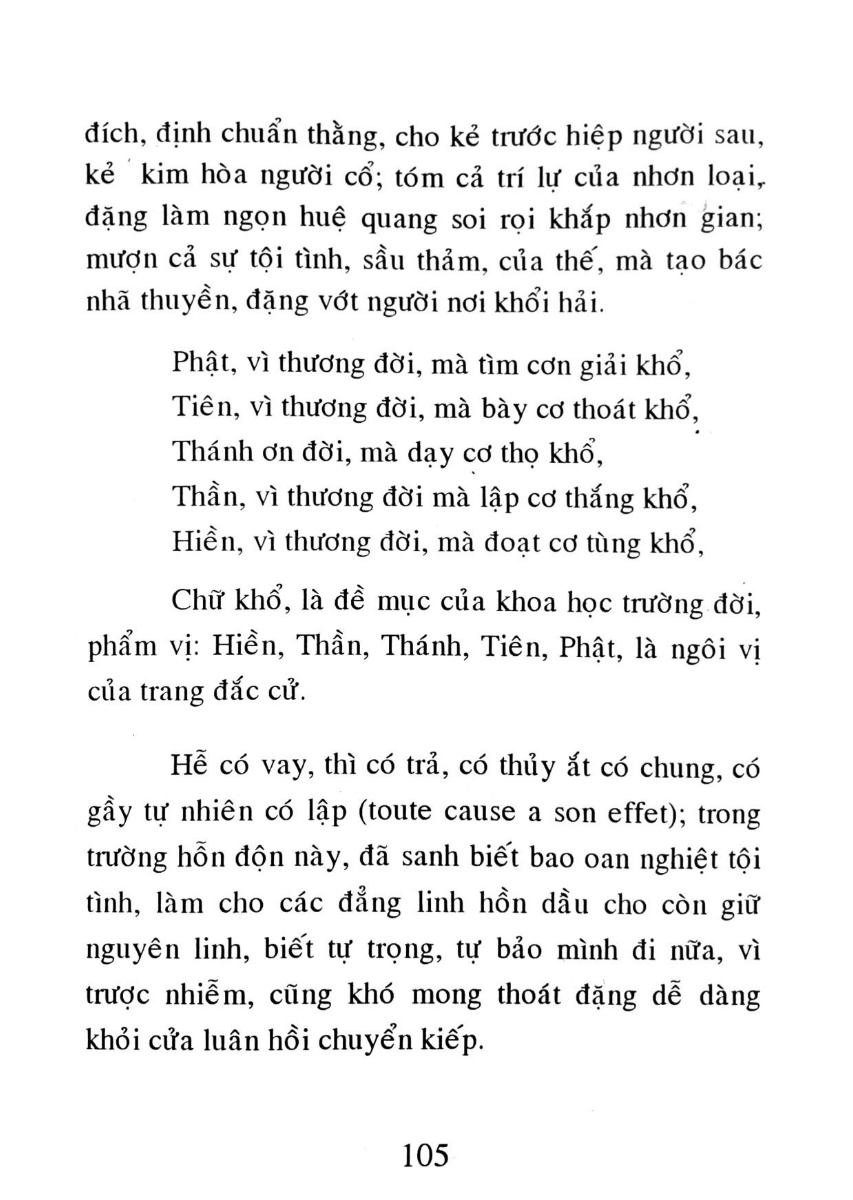 đích, định chuẩn thằng, cho kẻ trước hiệp người sau,
kẻ kim hòa người cổ; tóm cả trí lự của nhơn loại,
đặng làm ngọn huệ quang soi rọi khắp nhơn gian;
mượn cả sự tội tình, sầu thảm, của thế, mà tạo bác
nhã thuyền, đặng vớt người nơi khổi hải.
Phật, vì thương đời, mà tìm cơn giải khổ,
Tiên, vì thương đời, mà bày cơ thoát khổ,
Thánh ơn đời, mà dạy cơ thọ khổ,
Thần, vì thương đời mà lập cơ thắng khổ,
Hiền, vì thương đời, mà đoạt cơ tùng khổ,
Chữ khổ, là đề mục của khoa học trường đời,
phẩm vị: Hiền, Thần, Thánh, Tiên, Phật, là ngôi vị
của trang đắc cử.
Hễ có vay, thì có trả, có thủy ắt có chung, có
gầy tự nhiên có lập (toute cause a son effet); trong
trường hỗn độn này, đã sanh biết bao oan nghiệt tội
tình, làm cho các đẳng linh hồn dầu cho còn giữ
nguyên linh, biết tự trọng, tự bảo mình đi nữa, vì
trược nhiễm, cũng khó mong thoát đặng dễ dàng
khỏi cửa luân hồi chuyển kiếp.
105